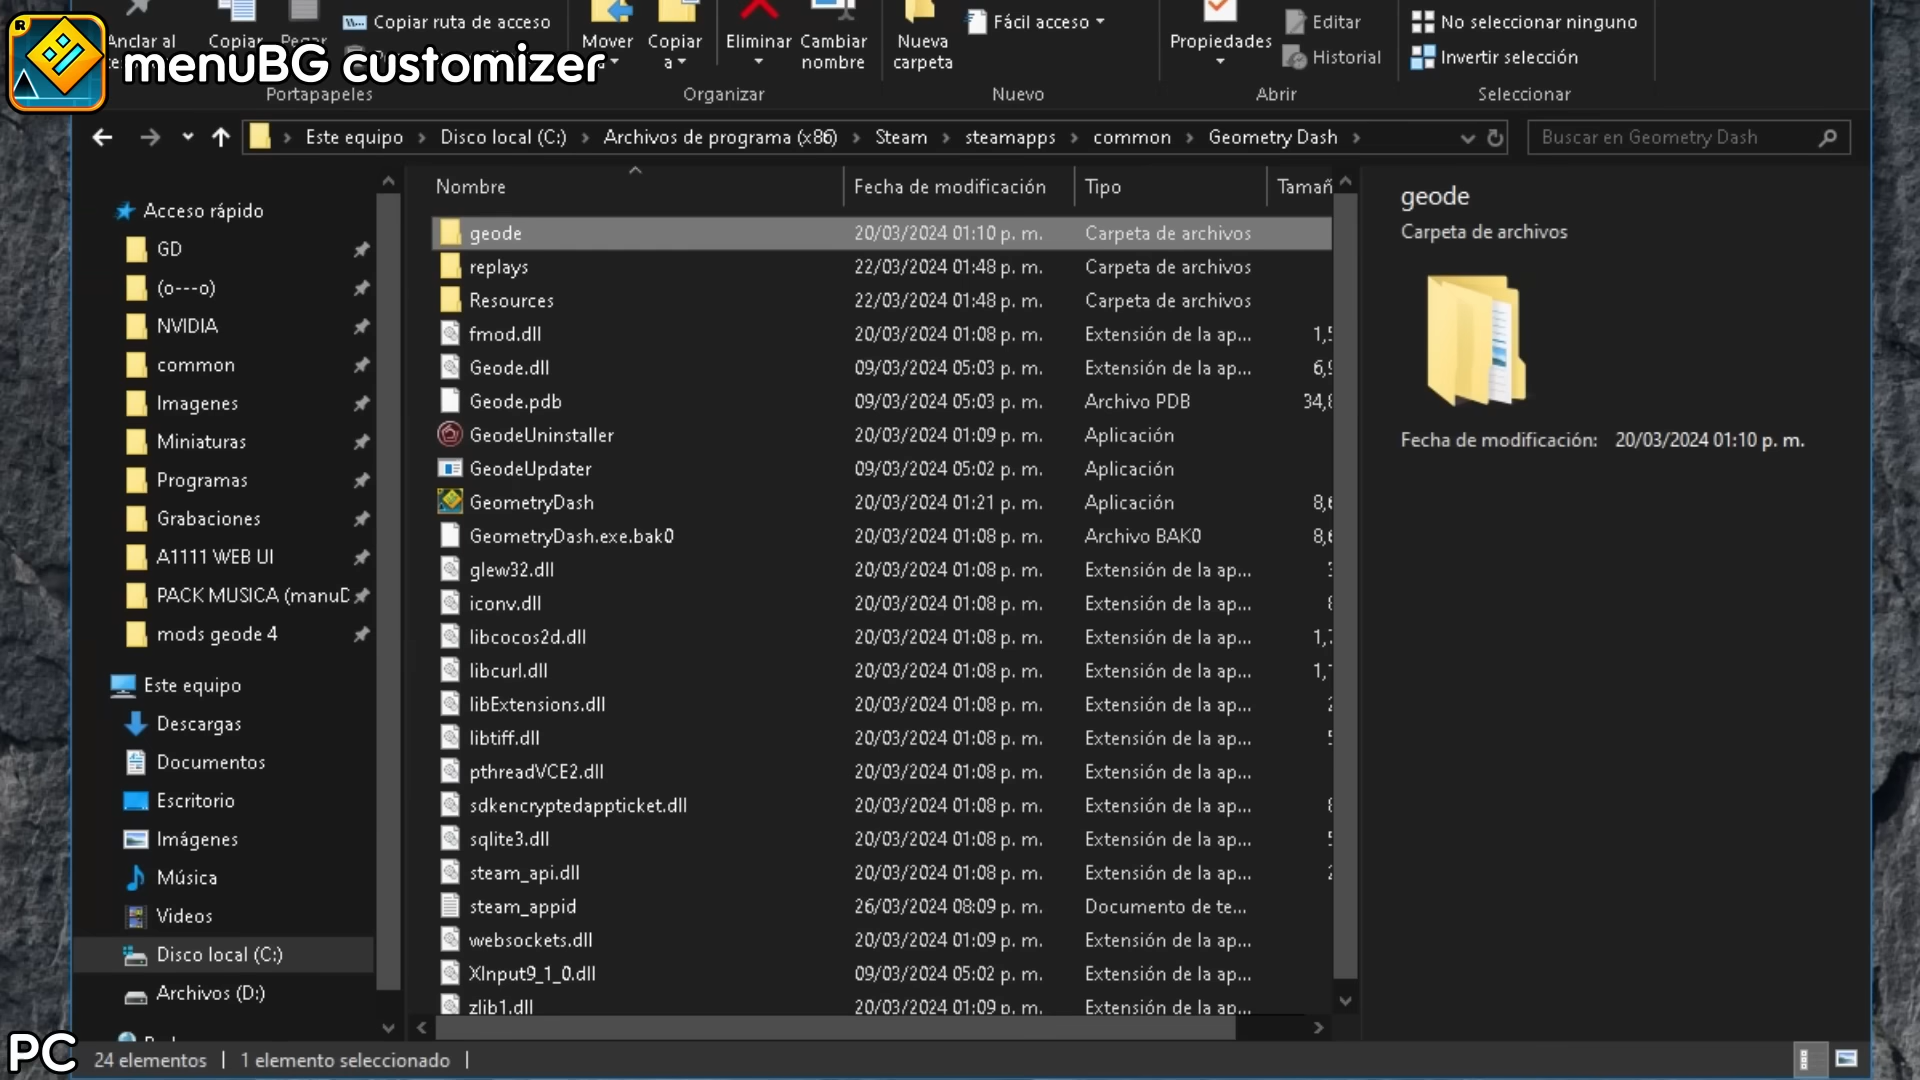 Copiar ruta de acceso
Anclar al
Copiar
Pegar
menuBG customizer
Portapapeles
Mover
Copiar
a
Eliminar
Cambiar
nombre
Organizar
Nueva
carpeta
Fácil acceso
Nuevo
Propiedades
Editar
Historial
Abrir
No seleccionar ninguno
Invertir selección
Seleccionar
Este equipo > Disco local (C:) > Archivos de programa (x86) > Steam > steamapps > common > Geometry Dash >
Buscar en Geometry Dash
Acceso rápido
GD
(o---o)
NVIDIA
common
Imagenes
Miniaturas
Programas
Grabaciones
A1111 WEB UI
PACK MUSICA (manuD
mods geode 4
Este equipo
Descargas
Documentos
Escritorio
Imágenes
Música
Videos
Disco local (C:)
Archivos (D:)
Nombre Fecha de modificación Tipo Tamañ
geode 20/03/2024 01:10 p. m. Carpeta de archivos
replays 22/03/2024 01:48 p. m. Carpeta de archivos
Resources 22/03/2024 01:48 p. m. Carpeta de archivos
fmod.dll 20/03/2024 01:08 p. m. Extensión de la ap... 1,5
Geode.dll 09/03/2024 05:03 p. m. Extensión de la ap... 6,9
Geode.pdb 09/03/2024 05:03 p. m. Archivo PDB 34,8
GeodeUninstaller 20/03/2024 01:09 p. m. Aplicación
GeodeUpdater 09/03/2024 05:02 p. m. Aplicación
GeometryDash 20/03/2024 01:21 p. m. Aplicación 8,6
GeometryDash.exe.bak0 20/03/2024 01:08 p. m. Archivo BAK0 8,6
glew32.dll 20/03/2024 01:08 p. m. Extensión de la ap...
iconv.dll 20/03/2024 01:08 p. m. Extensión de la ap...
libcocos2d.dll 20/03/2024 01:08 p. m. Extensión de la ap... 1,7
libcurl.dll 20/03/2024 01:08 p. m. Extensión de la ap... 1,
libExtensions.dll 20/03/2024 01:08 p. m. Extensión de la ap...
libtiff.dll 20/03/2024 01:08 p. m. Extensión de la ap...
pthreadVCE2.dll 20/03/2024 01:08 p. m. Extensión de la ap...
sdkencryptedappticket.dll 20/03/2024 01:08 p. m. Extensión de la ap...
sqlite3.dll 20/03/2024 01:08 p. m. Extensión de la ap...
steam_api.dll 20/03/2024 01:08 p. m. Extensión de la ap...
steam_appid 26/03/2024 08:09 p. m. Documento de te...
websockets.dll 20/03/2024 01:09 p. m. Extensión de la ap...
XInput9_1_0.dll 09/03/2024 05:02 p. m. Extensión de la ap...
zlib1.dll 20/03/2024 01:09 p. m. Extensión de la ap...
geode
Carpeta de archivos
Fecha de modificación: 20/03/2024 01:10 p. m.
PC
24 elementos | 1 elemento seleccionado |